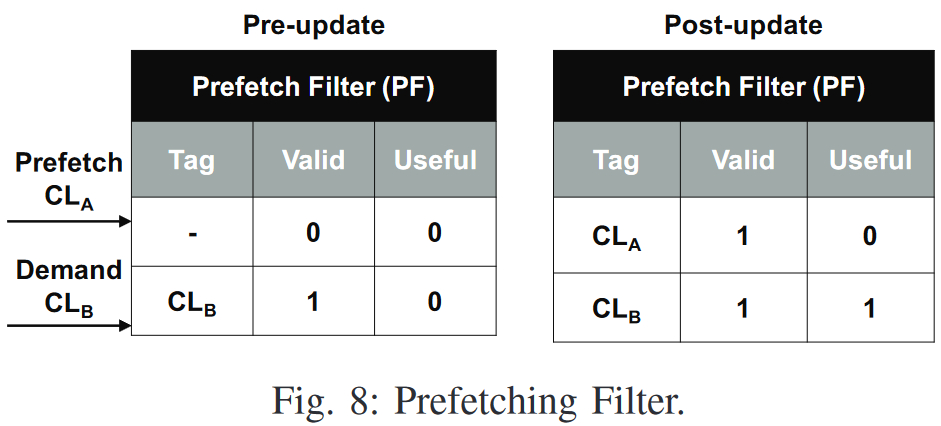 Pre-update
Post-update
Prefetch Filter (PF)
Prefetch Filter (PF)
Tag Valid Useful
Tag Valid Useful
Prefetch
CL_A
- 0 0
CL_A 1 0
Demand
CL_B
CL_B 1 0
CL_B 1 1
Fig. 8: Prefetching Filter.